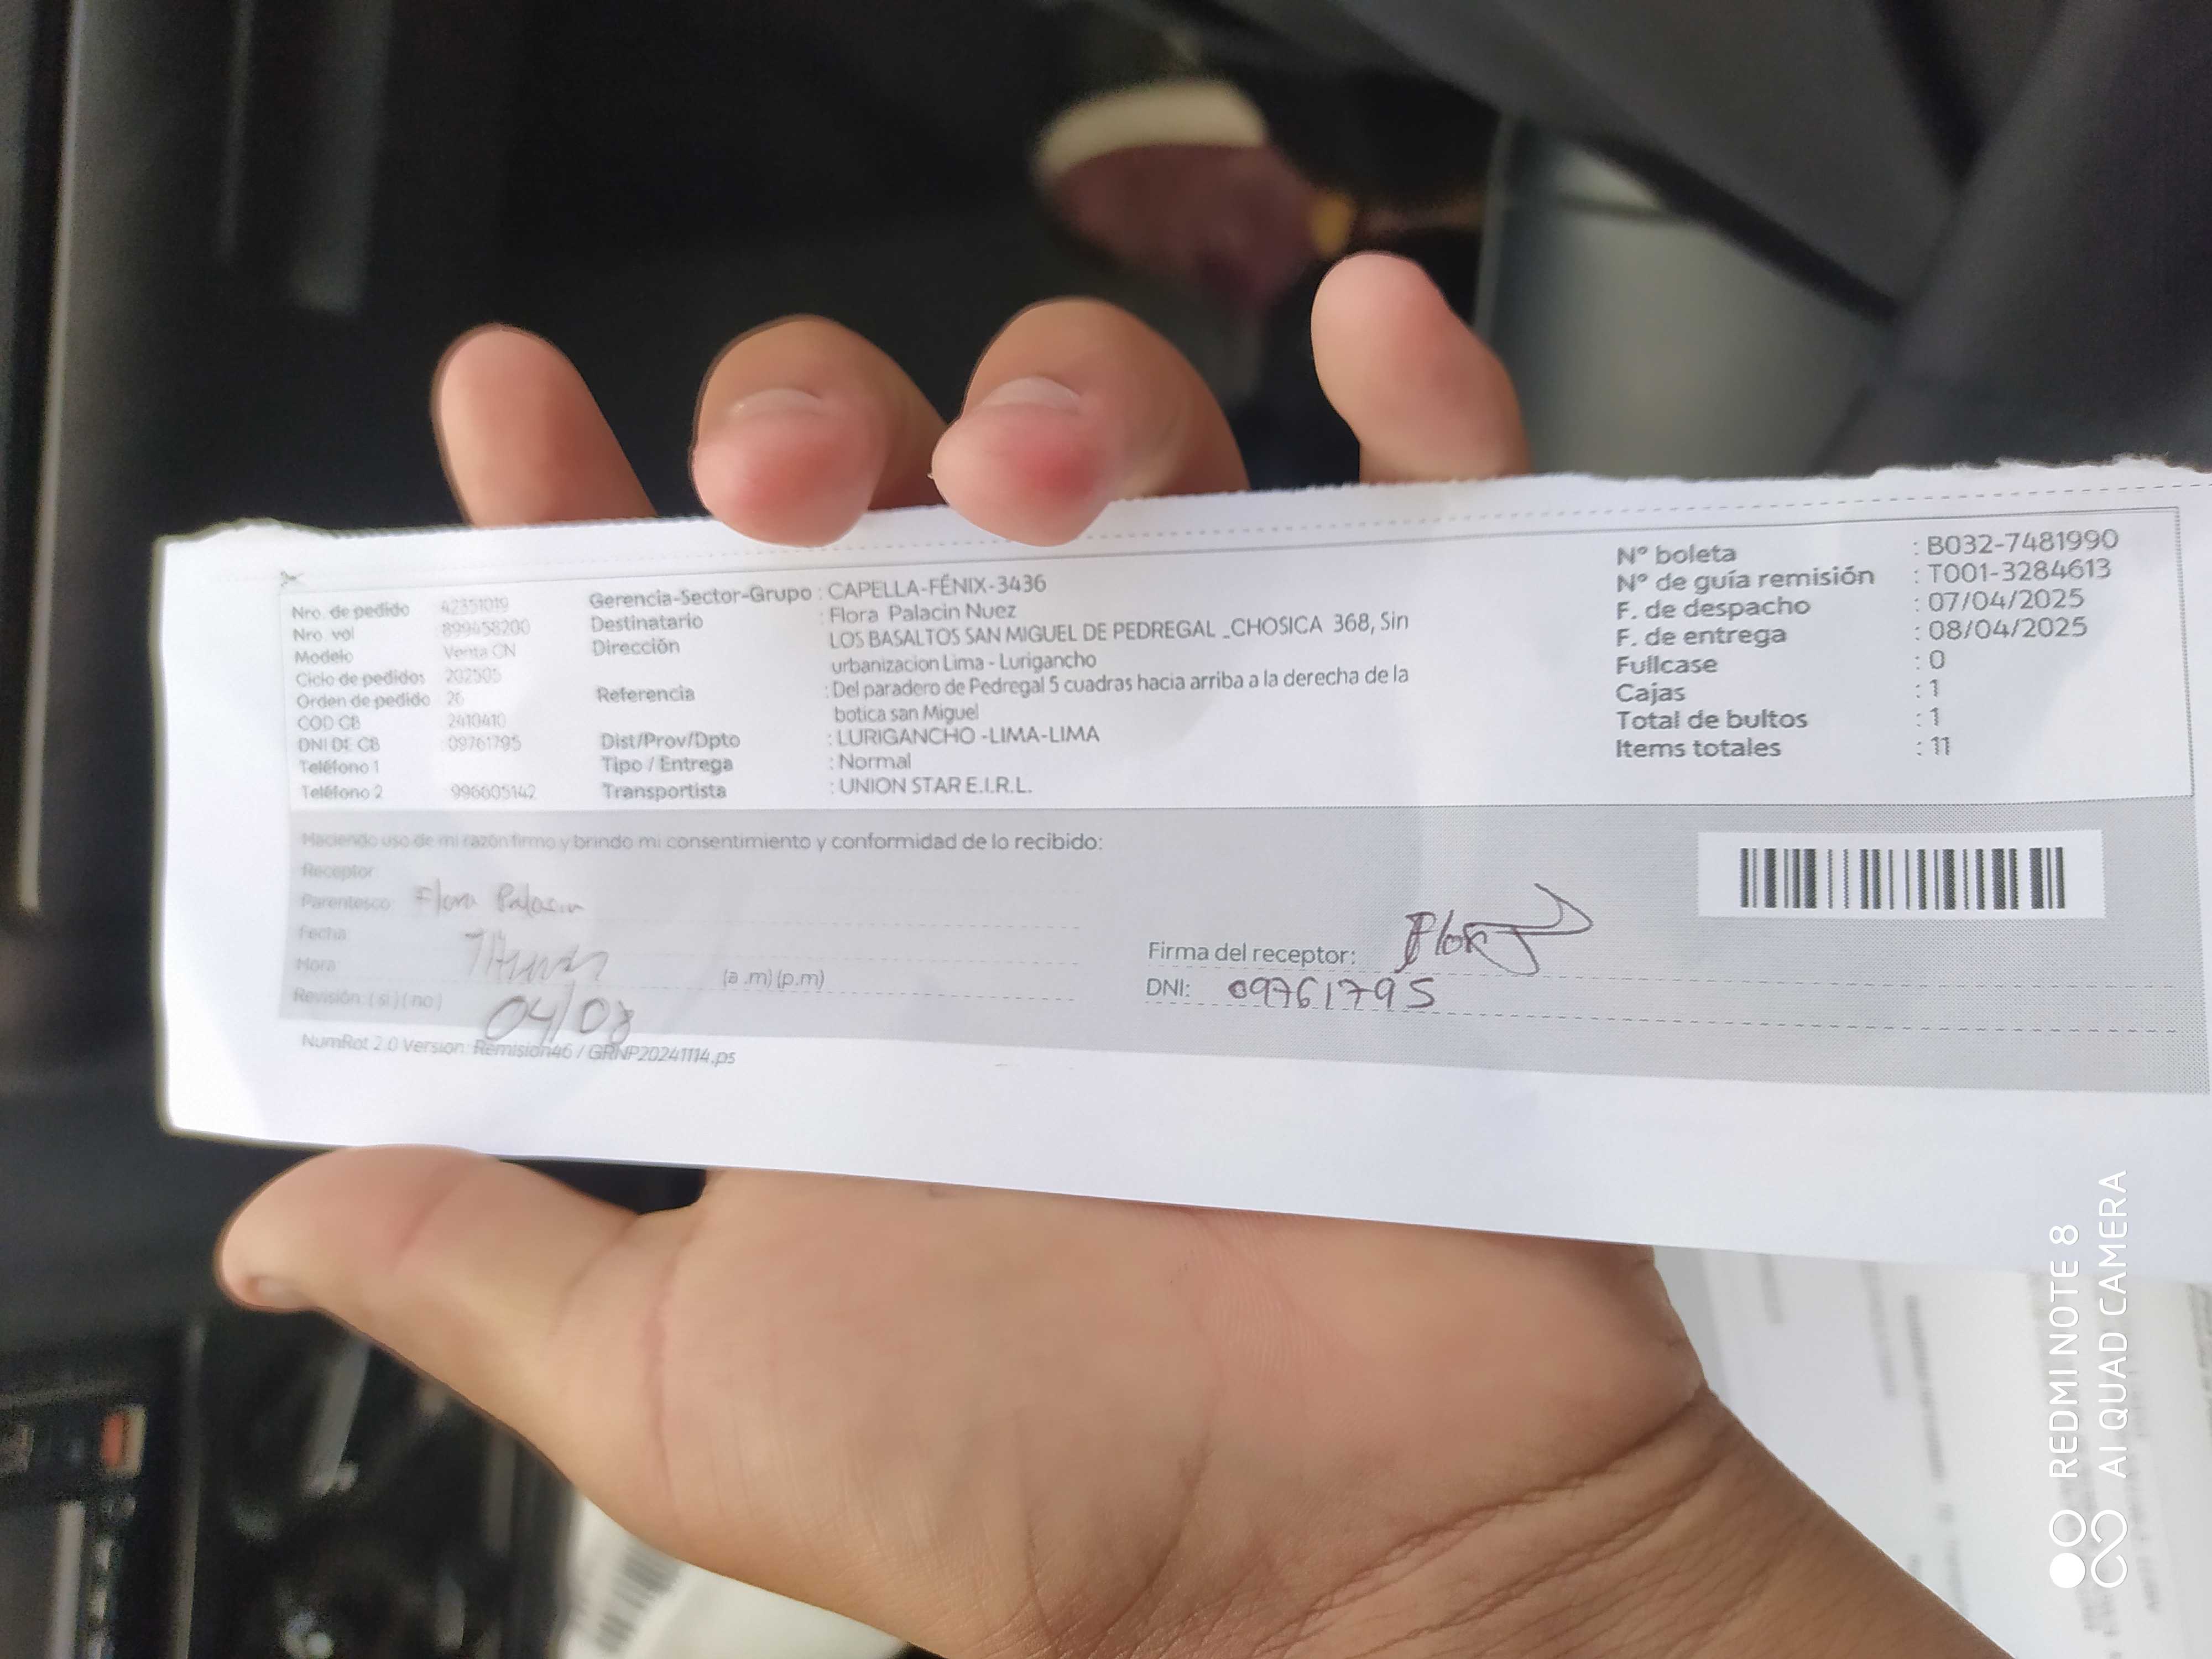 Nro. de pedido 42351019
Nro. vol : 899458200
Modelo Venta CN
Ciclo de pedidos 202505
Orden de pedido 26
COD CB 2410410
DNI DE CB : 09761795
Teléfono 1
Teléfono 2 : 996605142
Gerencia-Sector-Grupo : CAPELLA-FÉNIX-3436
Destinatario : Flora Palacin Nuez
Dirección LOS BASALTOS SAN MIGUEL DE PEDREGAL _CHOSICA 368, Sin
urbanizacion Lima - Lurigancho
Referencia : Del paradero de Pedregal 5 cuadras hacia arriba a la derecha de la
botica san Miguel
Dist/Prov/Dpto : LURIGANCHO -LIMA-LIMA
Tipo / Entrega : Normal
Transportista : UNION STAR E.I.R.L.
N° boleta : B032-7481990
N° de guía remisión : T001-3284613
F. de despacho : 07/04/2025
F. de entrega : 08/04/2025
Fullcase : 0
Cajas : 1
Total de bultos : 1
Items totales : 11
Haciendo uso de mi razón firmo y brindo mi consentimiento y conformidad de lo recibido:
Receptor
Parentesco: Flora Palacin
Fecha
Hora: (a .m) (p.m)
Revisión: ( si ) ( no ) 04/08
Firma del receptor: Flor
DNI: 09761795
NumRot 2.0 Version: Remision46 / GRNP20241114.ps
REDMI NOTE 8
AI QUAD CAMERA